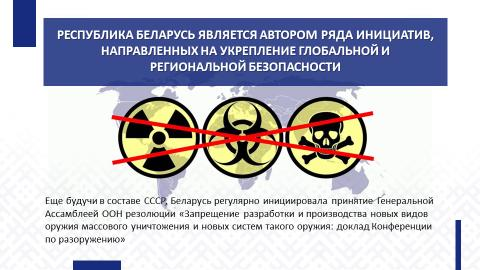 РЕСПУБЛИКА БЕЛАРУСЬ ЯВЛЯЕТСЯ АВТОРОМ РЯДА ИНИЦИАТИВ,
НАПРАВЛЕННЫХ НА УКРЕПЛЕНИЕ ГЛОБАЛЬНОЙ И
РЕГИОНАЛЬНОЙ БЕЗОПАСНОСТИ
Еще будучи в составе СССР, Беларусь регулярно инициировала принятие Генеральной
Ассамблеей ООН резолюции «Запрещение разработки и производства новых видов
оружия массового уничтожения и новых систем такого оружия: доклад Конференции
по разоружению»